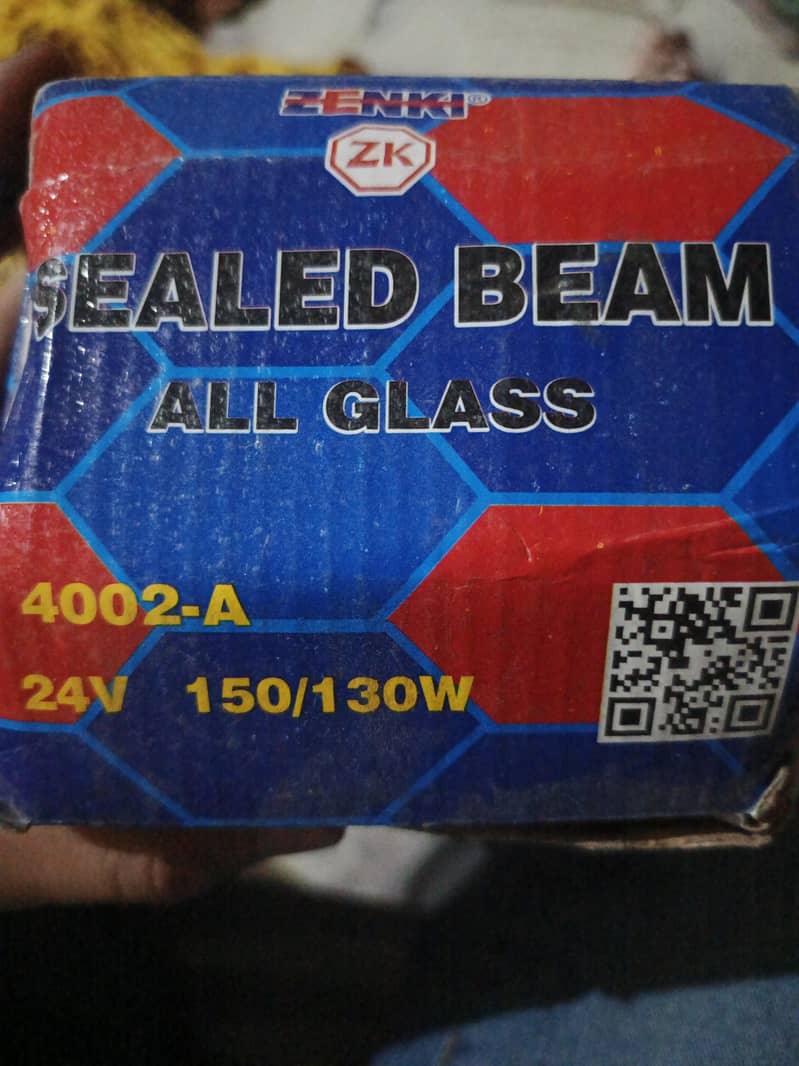 ZENKI®
ZK
SEALED BEAM
ALL GLASS
4002-A
24V 150/130W